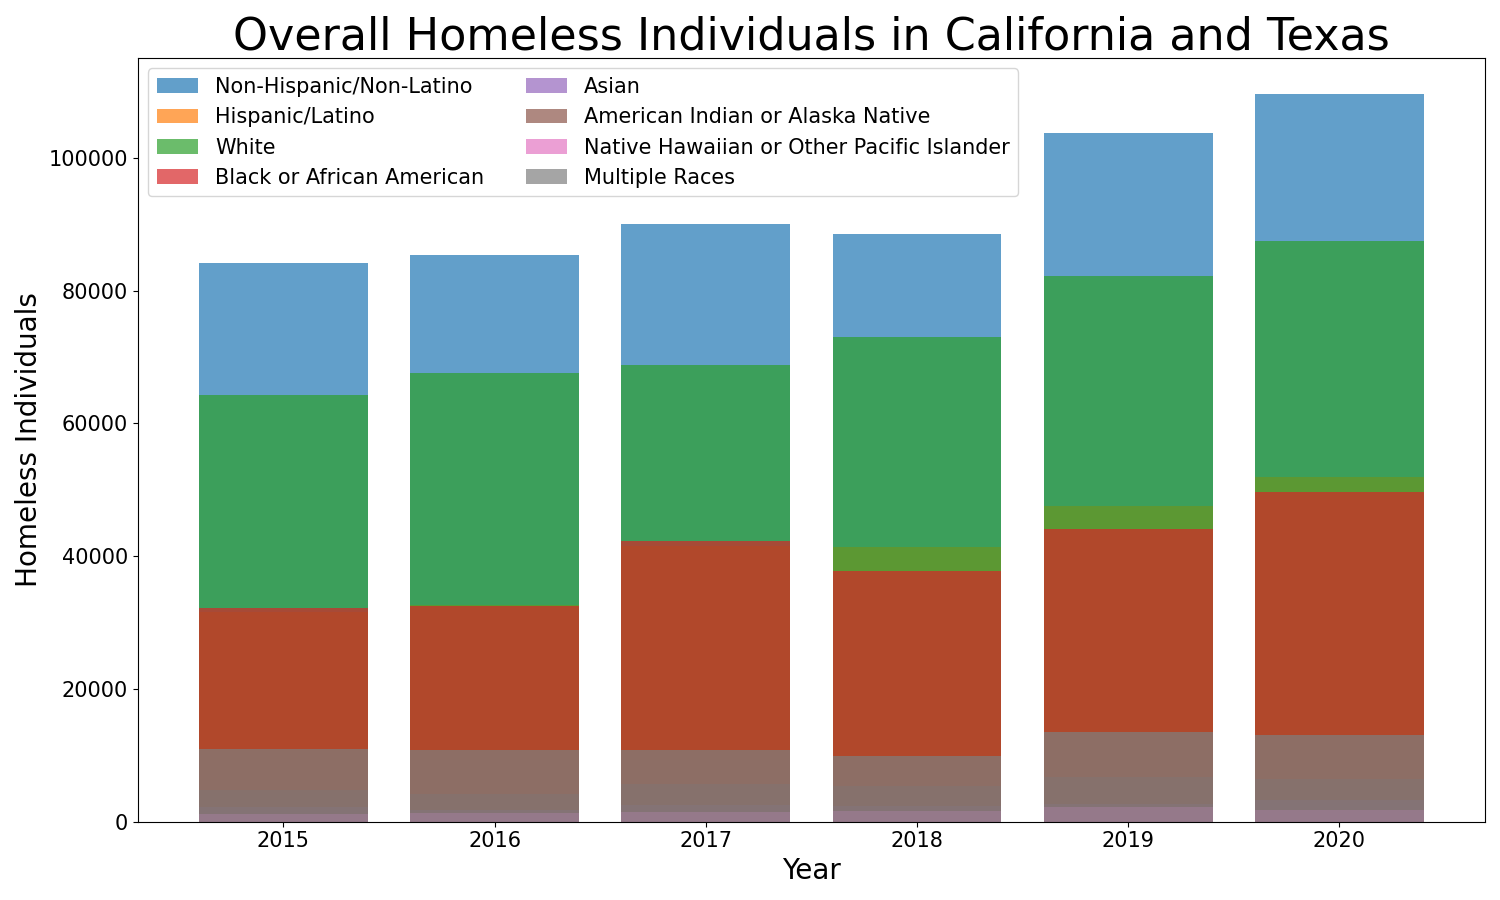 Overall Homeless Individuals in California and Texas
Non-Hispanic/Non-Latino
Hispanic/Latino
White
Black or African American
Asian
American Indian or Alaska Native
Native Hawaiian or Other Pacific Islander
Multiple Races
Homeless Individuals
100000
80000
60000
40000
20000
0
2015 2016 2017 2018 2019 2020
Year